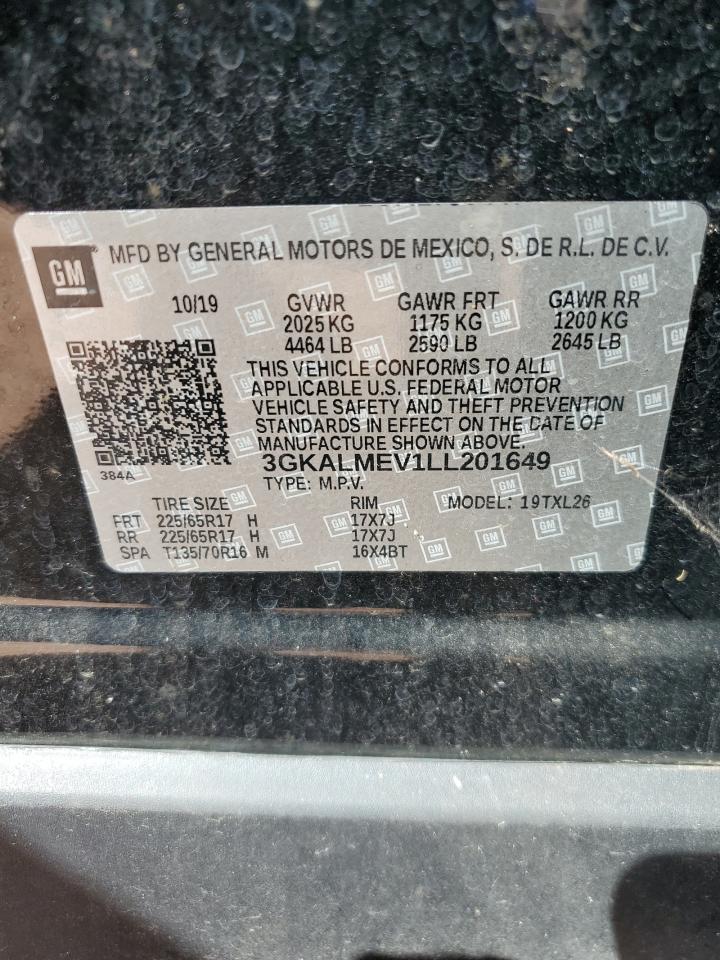 GM® MFD BY GENERAL MOTORS DE MEXICO, S. DE R.L. DE C.V.
10/19 GVWR GAWR FRT GAWR RR
2025 KG 1175 KG 1200 KG
4464 LB 2590 LB 2645 LB
THIS VEHICLE CONFORMS TO ALL
APPLICABLE U.S. FEDERAL MOTOR
VEHICLE SAFETY AND THEFT PREVENTION
STANDARDS IN EFFECT ON THE DATE OF
MANUFACTURE SHOWN ABOVE.
3GKALMEV1LL201649
384A TYPE: M.P.V.
TIRE SIZE RIM MODEL: 19TXL26
FRT 225/65R17 H 17X7J
RR 225/65R17 H 17X7J
SPA T135/70R16 M 16X4BT